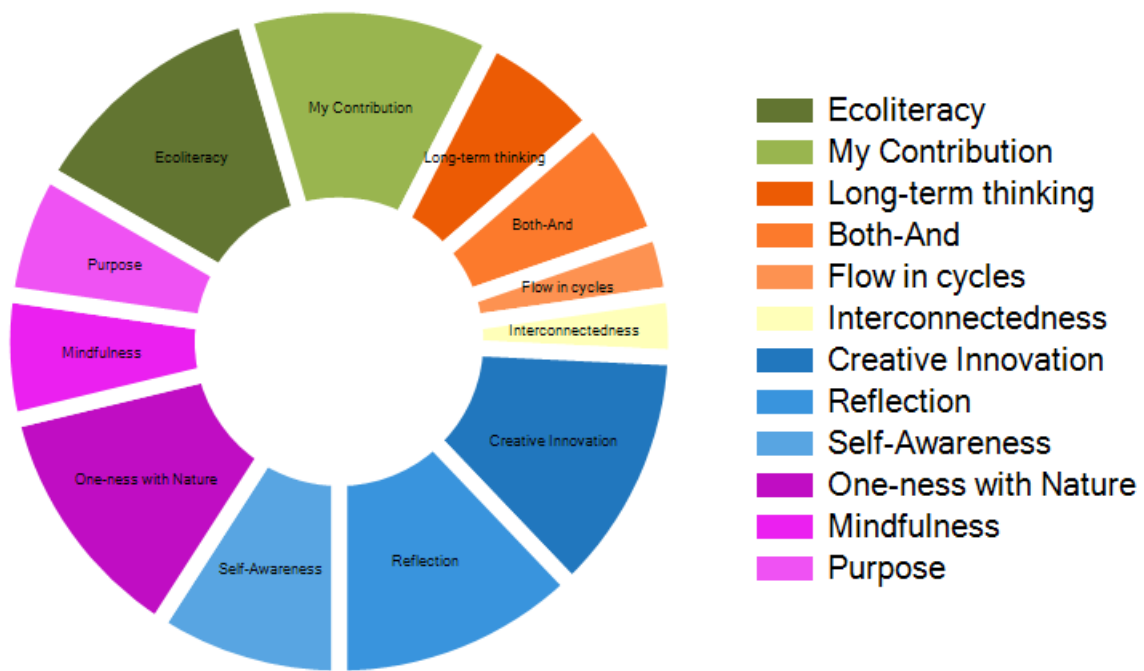 My Contribution
Ecoliteracy
Long-term thinking
Both-And
Purpose
Flow in cycles
Interconnectedness
Mindfulness
Creative Innovation
One-ness with Nature
Reflection
Self-Awareness
Ecoliteracy
My Contribution
Long-term thinking
Both-And
Flow in cycles
Interconnectedness
Creative Innovation
Reflection
Self-Awareness
One-ness with Nature
Mindfulness
Purpose